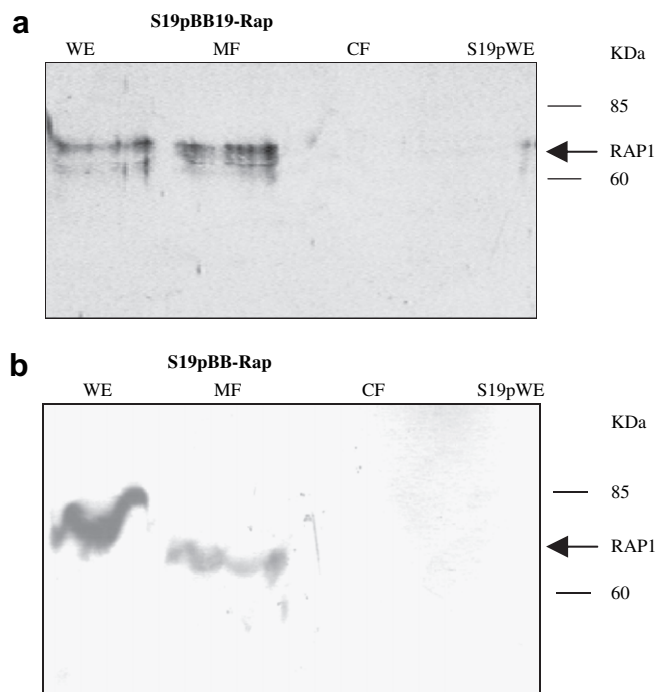 a
S19pBB19-Rap
WE MF CF S19pWE KDa
85
RAP1
60
b
S19pBB-Rap
WE MF CF S19pWE
KDa
85
RAP1
60